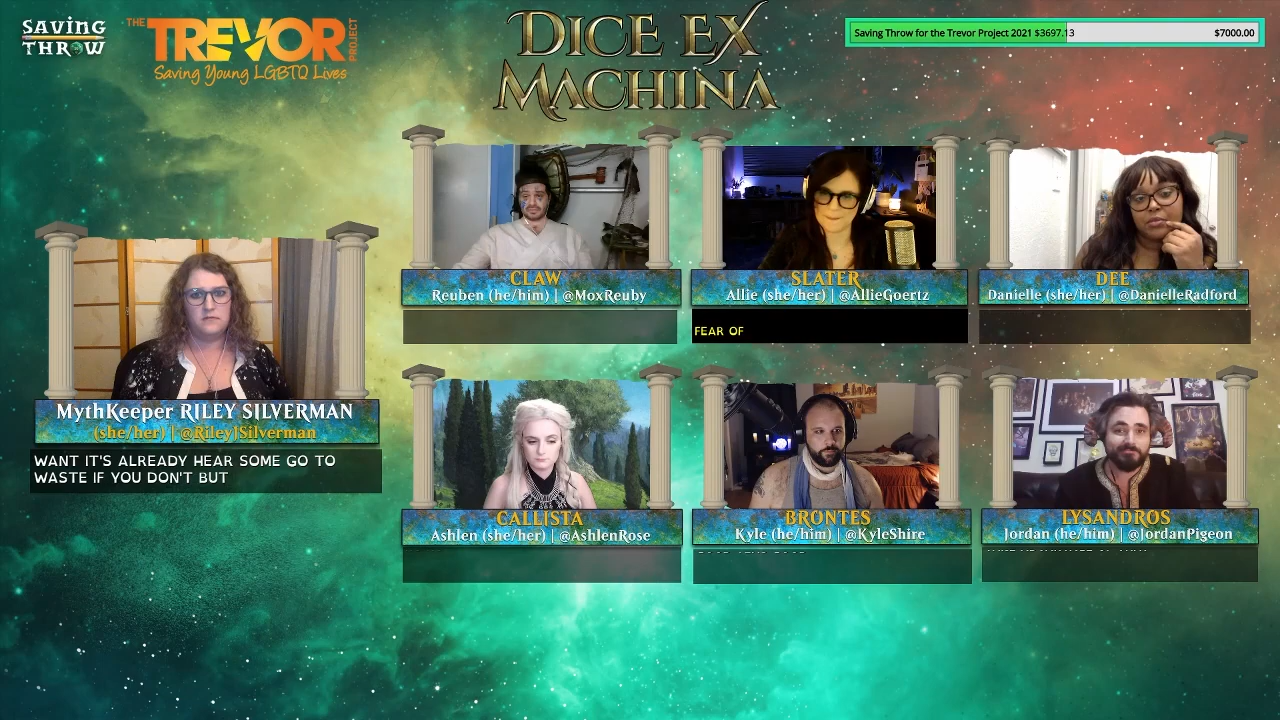 SAVING
THROW
THE
TREVOR
PROJECT
Saving Young LGBTQ Lives
DICE EX
MACHINA
Saving Throw for the Trevor Project 2021 $3697.13
$7000.00
CLAW
Reuben (he/him) | @MoxReuby
SLATER
Allie (she/her) | @AllieGoertz
FEAR OF
DEE
Danielle (she/her) | @DanielleRadford
MythKeeper RILEY SILVERMAN
(she/her) | @RileyJSilverman
WANT IT'S ALREADY HEAR SOME GO TO
WASTE IF YOU DON'T BUT
CALLISTA
Ashlen (she/her) | @AshlenRose
BRONTES
Kyle (he/him) | @KyleShire
LYSANDROS
Jordan (he/him) | @JordanPigeon